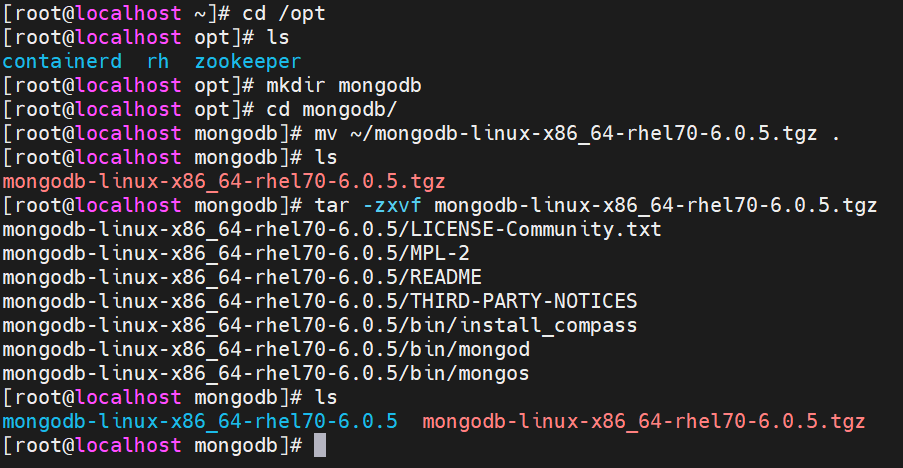 [root@localhost ~]# cd /opt
[root@localhost opt]# ls
containerd  rh  zookeeper
[root@localhost opt]# mkdir mongodb
[root@localhost opt]# cd mongodb/
[root@localhost mongodb]# mv ~/mongodb-linux-x86_64-rhel70-6.0.5.tgz .
[root@localhost mongodb]# ls
mongodb-linux-x86_64-rhel70-6.0.5.tgz
[root@localhost mongodb]# tar -zxvf mongodb-linux-x86_64-rhel70-6.0.5.tgz
mongodb-linux-x86_64-rhel70-6.0.5/LICENSE-Community.txt
mongodb-linux-x86_64-rhel70-6.0.5/MPL-2
mongodb-linux-x86_64-rhel70-6.0.5/README
mongodb-linux-x86_64-rhel70-6.0.5/THIRD-PARTY-NOTICES
mongodb-linux-x86_64-rhel70-6.0.5/bin/install_compass
mongodb-linux-x86_64-rhel70-6.0.5/bin/mongod
mongodb-linux-x86_64-rhel70-6.0.5/bin/mongos
[root@localhost mongodb]# ls
mongodb-linux-x86_64-rhel70-6.0.5  mongodb-linux-x86_64-rhel70-6.0.5.tgz
[root@localhost mongodb]#